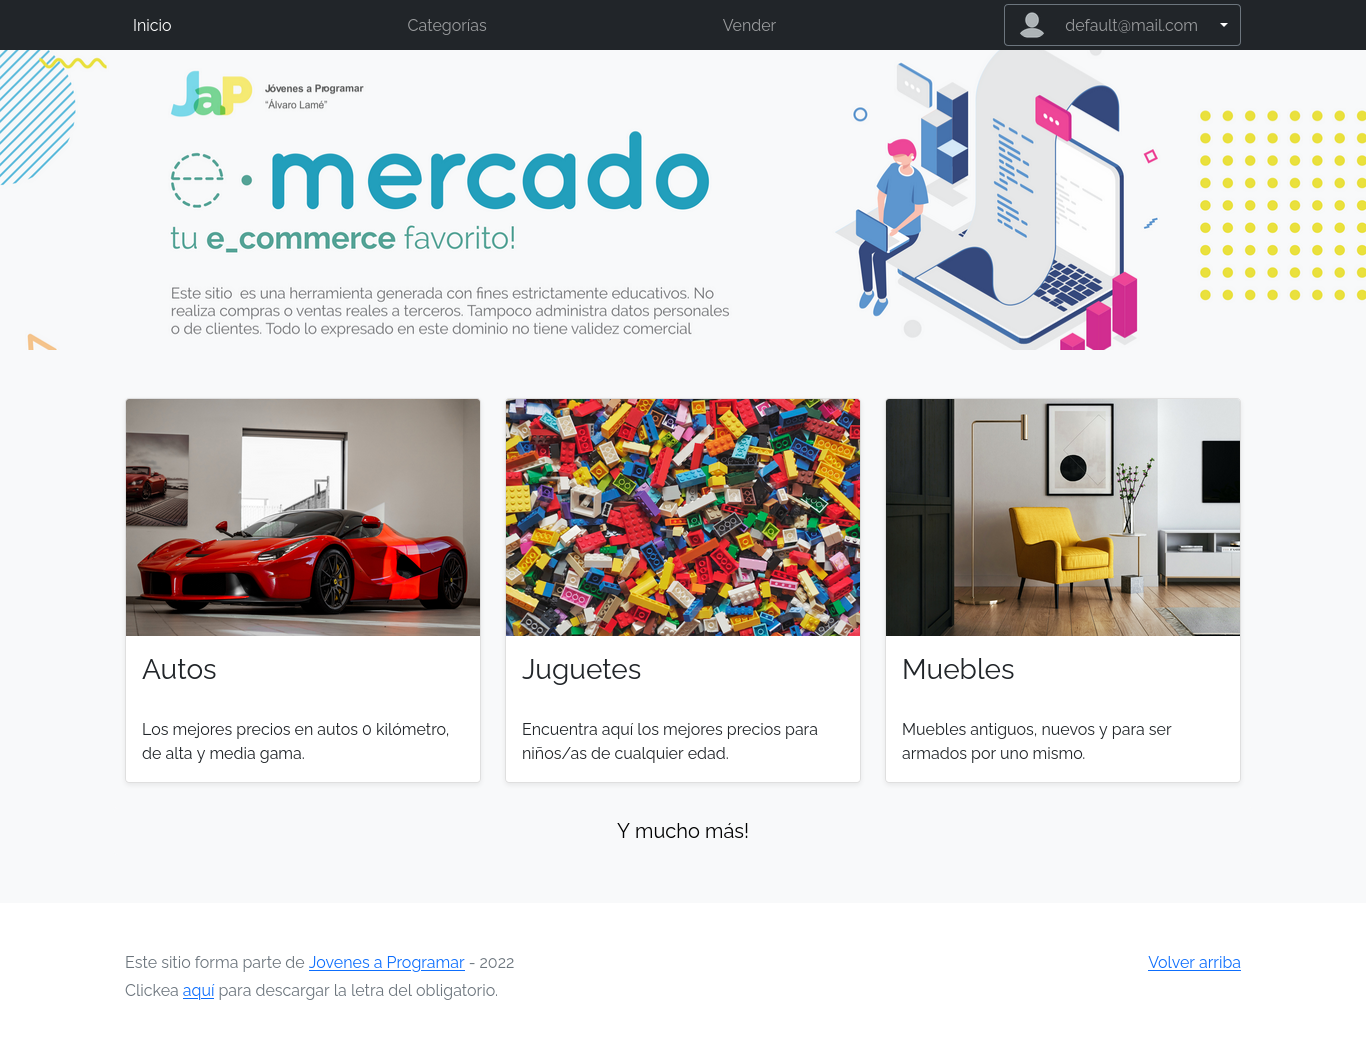 Inicio
Categorías
Vender
default@mail.com
JaP
Jóvenes a Programar
“Álvaro Lamé”
e · mercado
tu e_commerce favorito!
Este sitio es una herramienta generada con fines estrictamente educativos. No
realiza compras o ventas reales a terceros. Tampoco administra datos personales
o de clientes. Todo lo expresado en este dominio no tiene validez comercial
Autos
Los mejores precios en autos 0 kilómetro,
de alta y media gama.
Juguetes
Encuentra aquí los mejores precios para
niños/as de cualquier edad.
Muebles
Muebles antiguos, nuevos y para ser
armados por uno mismo.
Y mucho más!
Este sitio forma parte de Jovenes a Programar - 2022
Volver arriba
Clickea aquí para descargar la letra del obligatorio.